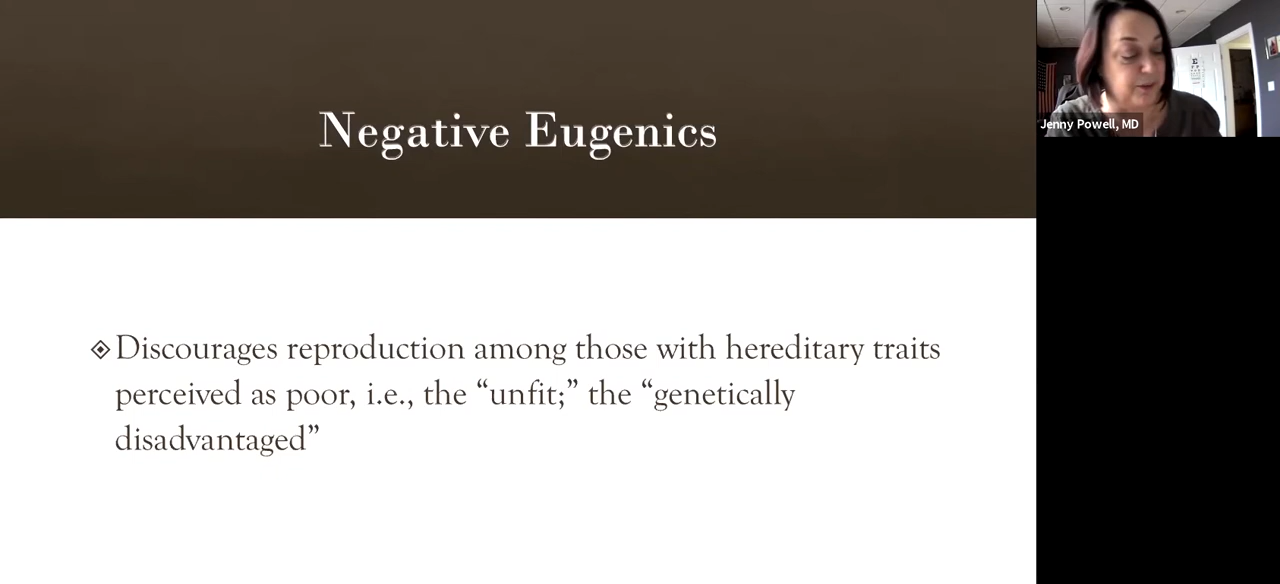 Negative Eugenics
Discourages reproduction among those with hereditary traits
perceived as poor, i.e., the “unfit;” the “genetically
disadvantaged”
Jenny Powell, MD
E